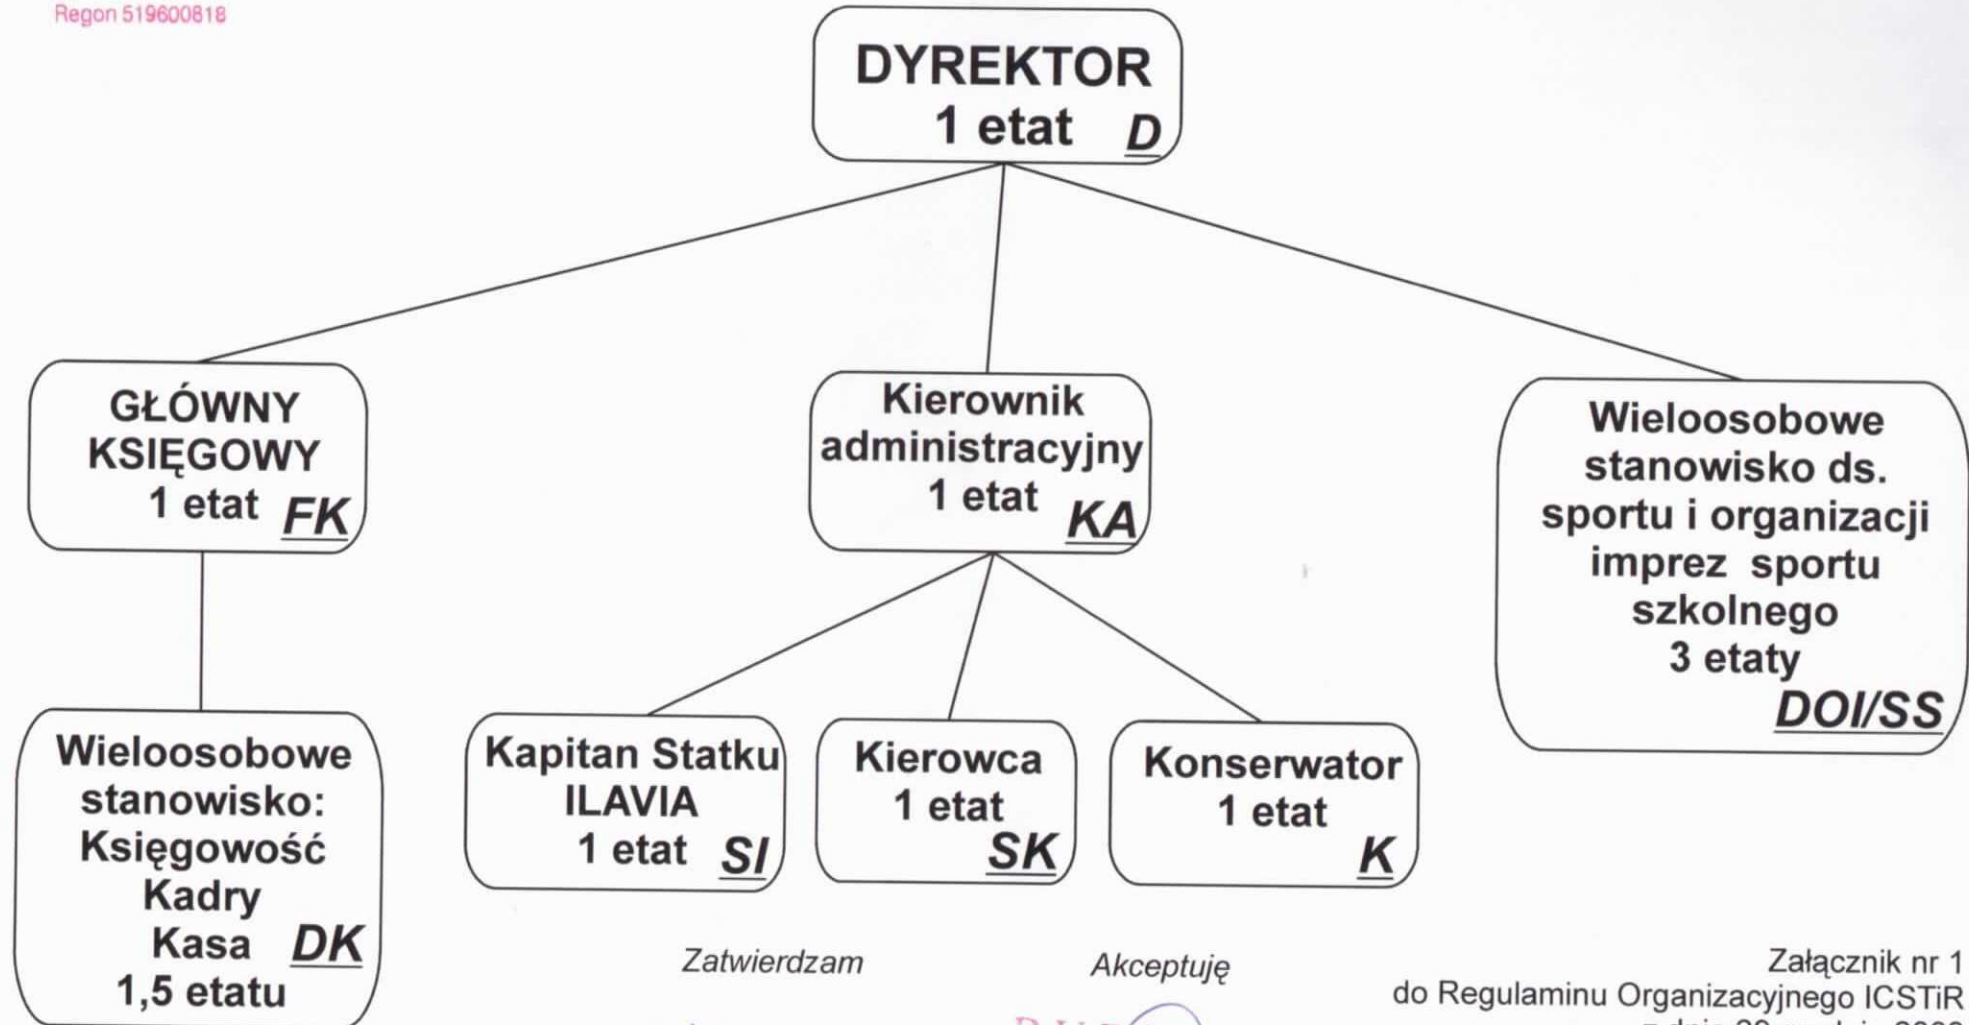 Regon 519600818
DYREKTOR
1 etat D
GŁÓWNY
KSIĘGOWY
1 etat FK
Kierownik
administracyjny
1 etat KA
Wieloosobowe
stanowisko ds.
sportu i organizacji
imprez sportu
szkolnego
3 etaty
DOI/SS
Wieloosobowe
stanowisko:
Księgowość
Kadry
Kasa DK
1,5 etatu
Kapitan Statku
ILAVIA
1 etat SI
Kierowca
1 etat
SK
Konserwator
1 etat
K
Zatwierdzam
Akceptuję
Załącznik nr 1
do Regulaminu Organizacyjnego ICSTiR